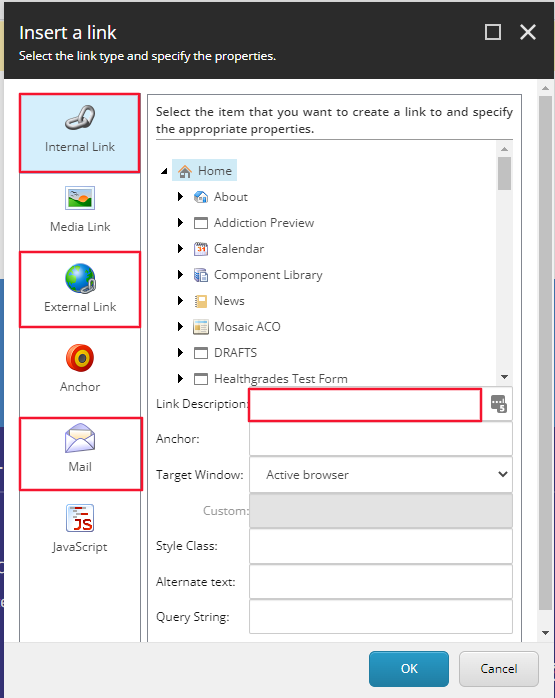 Insert a link
Select the link type and specify the properties.
Internal Link
Media Link
External Link
Anchor
Mail
JavaScript
Select the item that you want to create a link to and specify
the appropriate properties.
Home
About
Addiction Preview
31
Calendar
Component Library
News
Mosaic ACO
DRAFTS
Healthgrades Test Form
Link Description:
5
Anchor:
Target Window: Active browser
Custom:
Style Class:
Alternate text:
Query String:
JS
OK Cancel